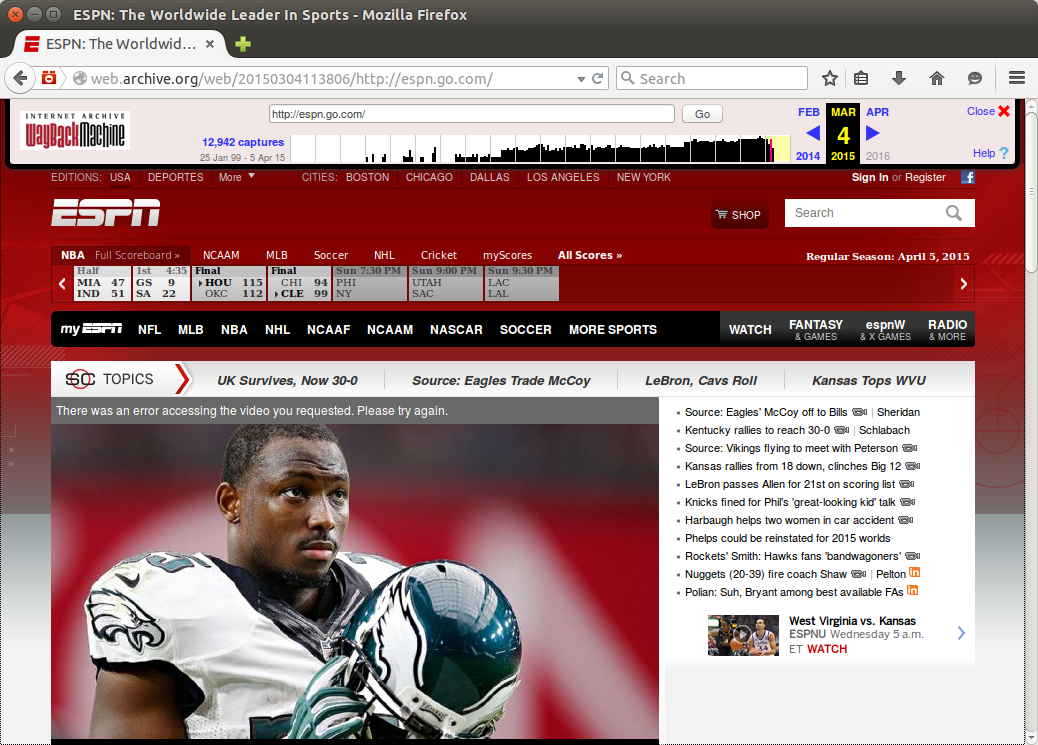 ESPN: The Worldwide Leader In Sports - Mozilla Firefox
ESPN: The Worldwid...
web.archive.org/web/20150304113806/http://espn.go.com/
Search
INTERNET ARCHIVE
WayBackMachine
http://espn.go.com/
Go
12,942 captures
25 Jan 99 - 5 Apr 15
FEB MAR APR
4
2014 2015 2016
Close
Help ?
EDITIONS: USA DEPORTES More CITIES: BOSTON CHICAGO DALLAS LOS ANGELES NEW YORK
Sign In or Register f
ESPN
SHOP
Search
NBA Full Scoreboard » NCAAM MLB Soccer NHL Cricket myScores All Scores »
Regular Season: April 5, 2015
Half
MIA 47
IND 51
1st 4:35
GS 9
SA 22
Final
HOU 115
OKC 112
Final
CHI 94
CLE 99
Sun 7:30 PM
PHI
NY
Sun 9:00 PM
UTAH
SAC
Sun 9:30 PM
LAC
LAL
my ESPN NFL MLB NBA NHL NCAAF NCAAM NASCAR SOCCER MORE SPORTS
WATCH
FANTASY
& GAMES
espnW
& X GAMES
RADIO
& MORE
SC TOPICS UK Survives, Now 30-0 Source: Eagles Trade McCoy LeBron, Cavs Roll Kansas Tops WVU
There was an error accessing the video you requested. Please try again.
Source: Eagles' McCoy off to Bills | Sheridan
Kentucky rallies to reach 30-0 | Schlabach
Source: Vikings flying to meet with Peterson
Kansas rallies from 18 down, clinches Big 12
LeBron passes Allen for 21st on scoring list
Knicks fined for Phil's 'great-looking kid' talk
Harbaugh helps two women in car accident
Phelps could be reinstated for 2015 worlds
Rockets' Smith: Hawks fans 'bandwagoners'
Nuggets (20-39) fire coach Shaw | Pelton in
Polian: Suh, Bryant among best available FAs in
West Virginia vs. Kansas
ESPNU Wednesday 5 a.m.
ET WATCH